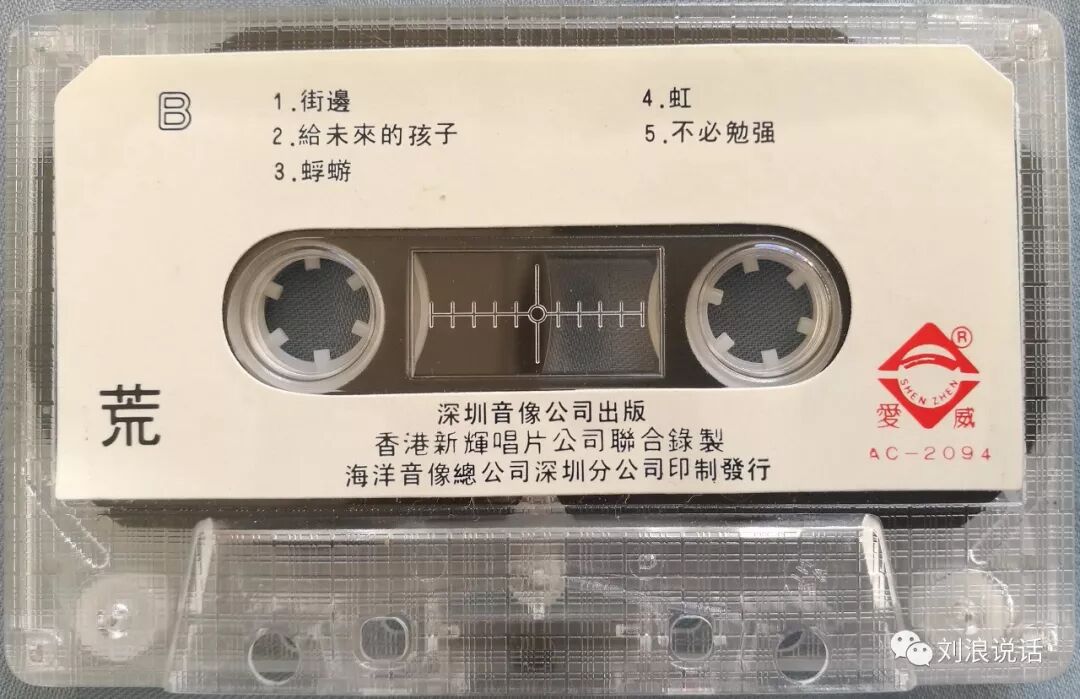 B
1.街邊
2.給未來的孩子
3.蜉蝣
4.虹
5.不必勉强
荒
深圳音像公司出版
香港新輝唱片公司聯合錄製
海洋音像總公司深圳分公司印制發行
R
SHEN ZHEN
愛威
AC-2094
刘浪说话